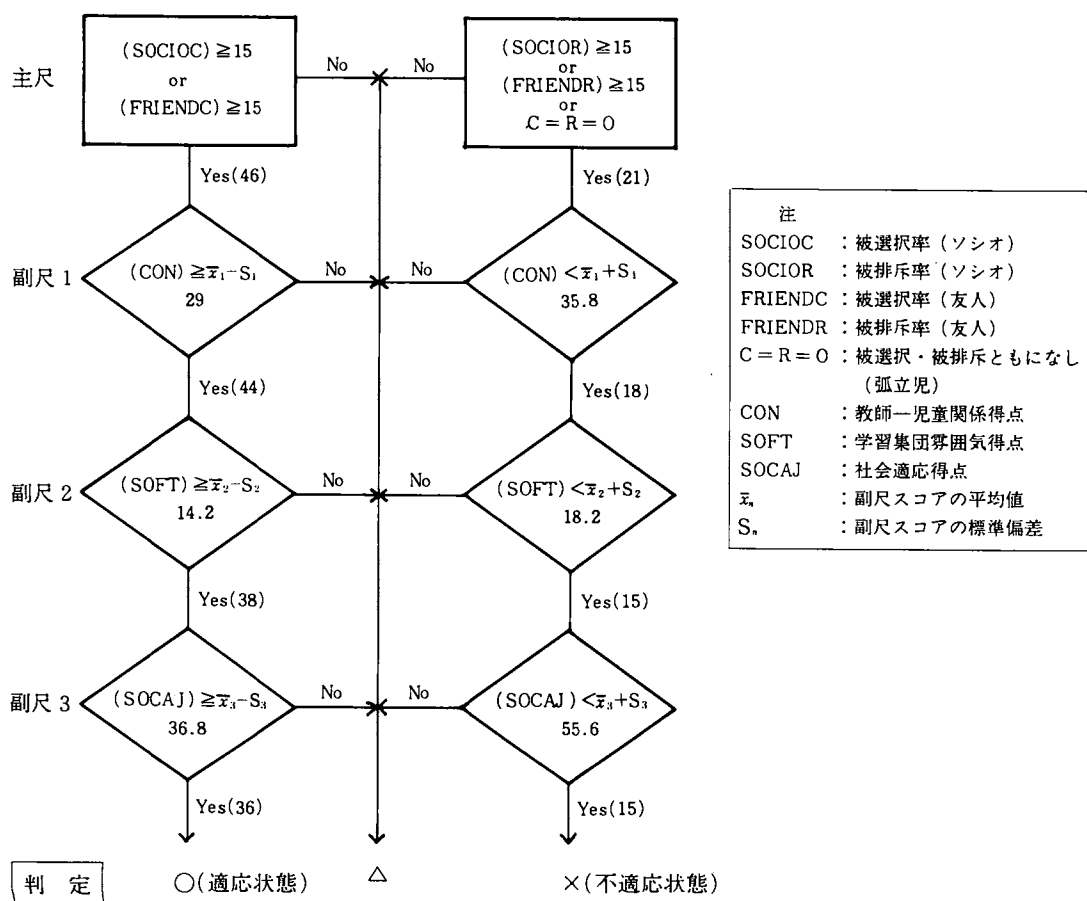 主尺
(SOCIOC)≧15
or
(FRIENDC)≧15
No
No
(SOCIOR)≧15
or
(FRIENDR)≧15
or
C=R=O
Yes(46)
Yes(21)
副尺1
(CON)≧x̄₁−S₁
29
No
No
(CON)<x̄₁+S₁
35.8
Yes(44)
Yes(18)
副尺2
(SOFT)≧x̄₂−S₂
14.2
No
No
(SOFT)<x̄₂+S₂
18.2
Yes(38)
Yes(15)
副尺3
(SOCAJ)≧x̄₃−S₃
36.8
No
No
(SOCAJ)<x̄₃+S₃
55.6
Yes(36)
Yes(15)
判 定
○(適応状態)
△
×(不適応状態)
注
SOCIOC :被選択率(ソシオ)
SOCIOR :被排斥率(ソシオ)
FRIENDC :被選択率(友人)
FRIENDR :被排斥率(友人)
C=R=O :被選択・被排斥ともになし
(孤立児)
CON :教師―児童関係得点
SOFT :学習集団雰囲気得点
SOCAJ :社会適応得点
x̄ₙ :副尺スコアの平均値
Sₙ :副尺スコアの標準偏差